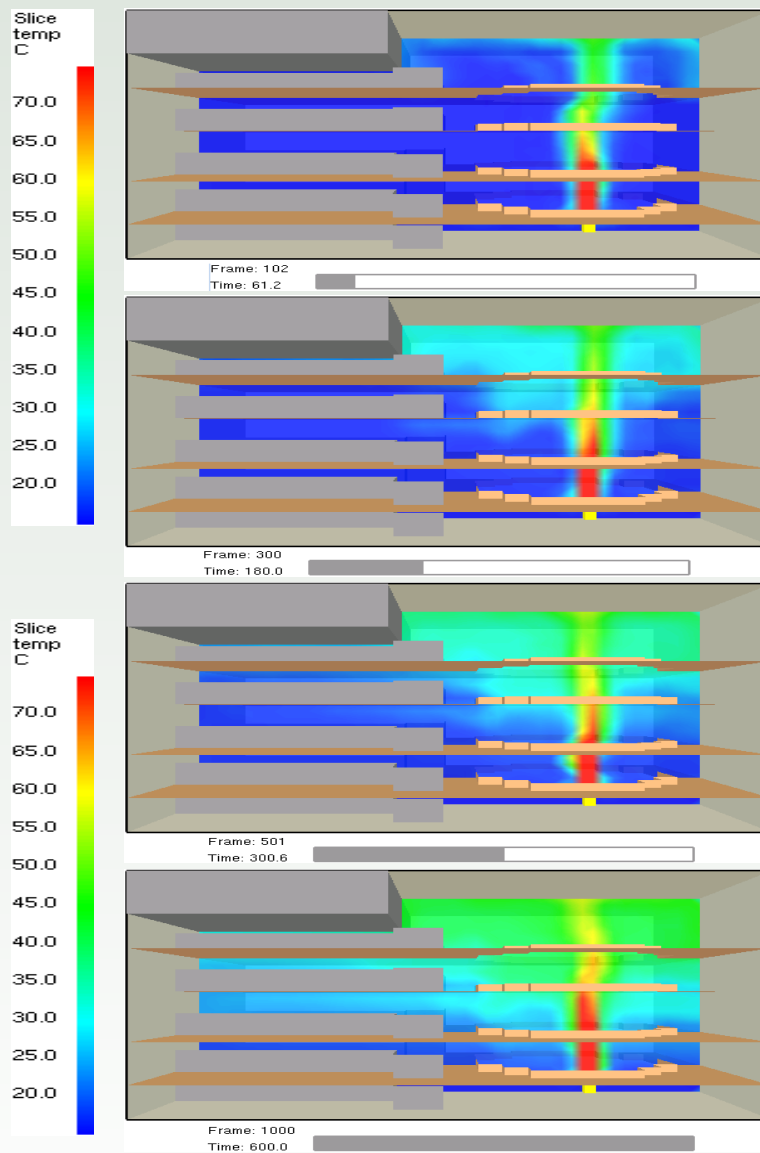 Slice
temp
C
70.0
65.0
60.0
55.0
50.0
45.0
40.0
35.0
30.0
25.0
20.0
Frame: 102
Time: 61.2
Frame: 300
Time: 180.0
Slice
temp
C
70.0
65.0
60.0
55.0
50.0
45.0
40.0
35.0
30.0
25.0
20.0
Frame: 501
Time: 300.6
Frame: 1000
Time: 600.0